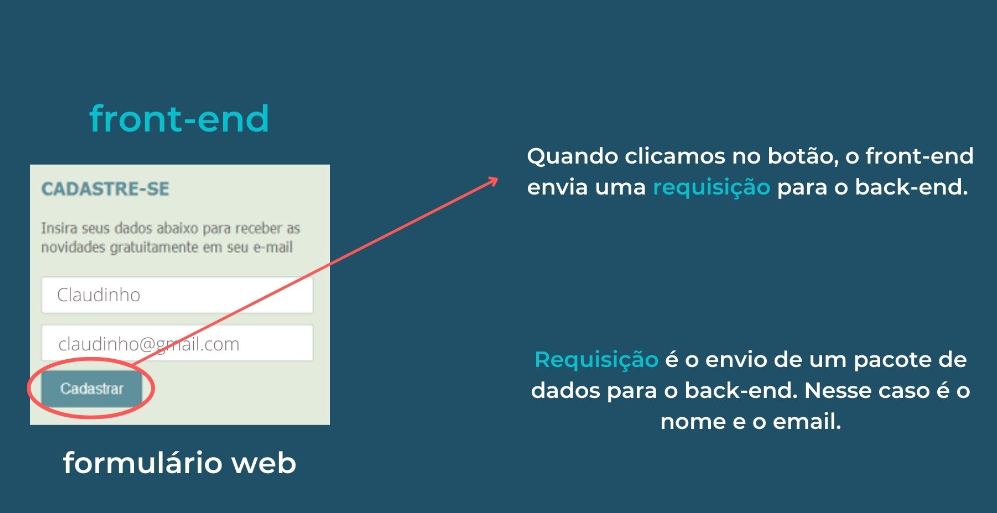 front-end
CADASTRE-SE
Insira seus dados abaixo para receber as
novidades gratuitamente em seu e-mail
Claudinho
claudinho@gmail.com
Cadastrar
formulário web
Quando clicamos no botão, o front-end
envia uma requisição para o back-end.
Requisição é o envio de um pacote de
dados para o back-end. Nesse caso é o
nome e o email.